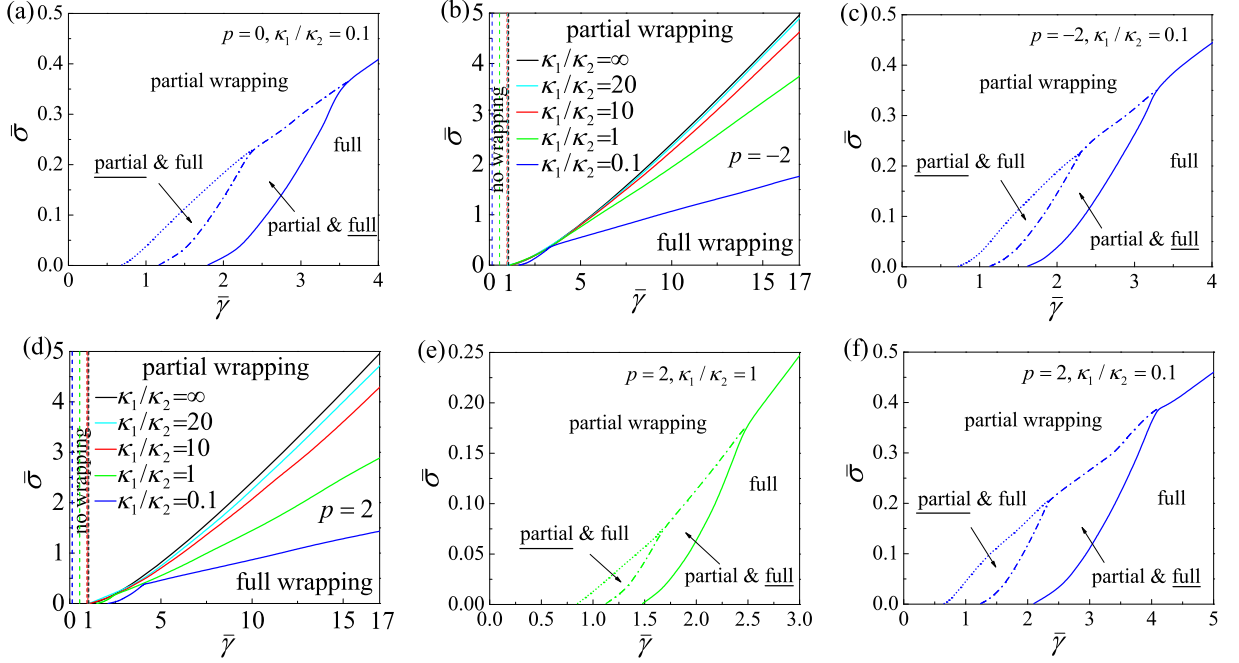 (a)
p = 0, κ₁ / κ₂ = 0.1
partial wrapping
partial & full
full
partial & full
0.5
0.4
0.3
0.2
0.1
0.0
σ̄
0 1 2 3 4
γ̄
(b)
partial wrapping
κ₁/κ₂=∞
κ₁/κ₂=20
κ₁/κ₂=10
κ₁/κ₂=1
κ₁/κ₂=0.1
no wrapping
p = −2
full wrapping
5
4
3
2
1
0
σ̄
0 1 5 10 15 17
γ̄
(c)
p = −2, κ₁ / κ₂ = 0.1
partial wrapping
partial & full
full
partial & full
0.5
0.4
0.3
0.2
0.1
0.0
σ̄
0 1 2 3 4
γ̄
(d)
partial wrapping
κ₁/κ₂=∞
κ₁/κ₂=20
κ₁/κ₂=10
κ₁/κ₂=1
κ₁/κ₂=0.1
no wrapping
p = 2
full wrapping
5
4
3
2
1
0
σ̄
0 1 5 10 15 17
γ̄
(e)
p = 2, κ₁ / κ₂ = 1
partial wrapping
full
partial & full
partial & full
0.25
0.20
0.15
0.10
0.05
0.00
σ̄
0.0 0.5 1.0 1.5 2.0 2.5 3.0
γ̄
(f)
p = 2, κ₁ / κ₂ = 0.1
partial wrapping
partial & full
full
partial & full
0.5
0.4
0.3
0.2
0.1
0.0
σ̄
0 1 2 3 4 5
γ̄